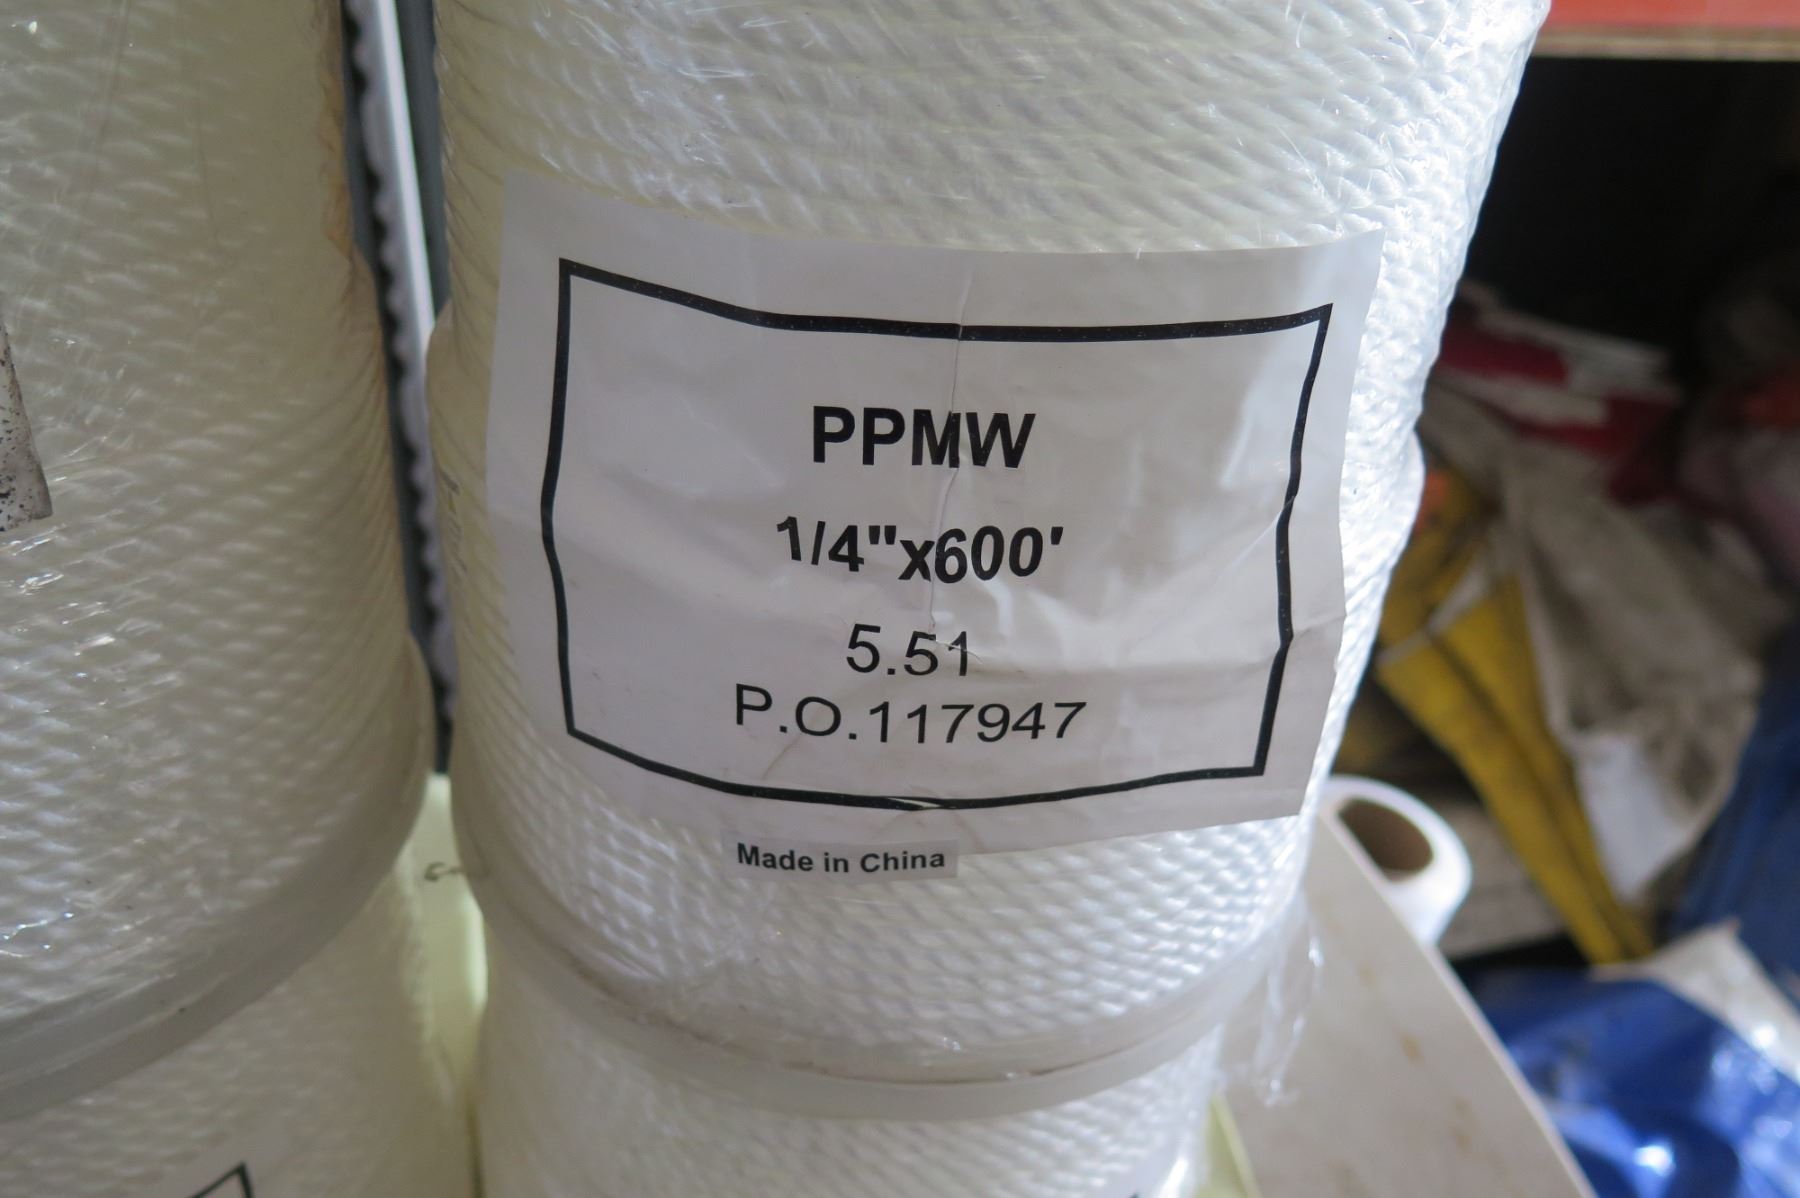 PPMW
1/4"x600'
5.51
P.O.117947
Made in China